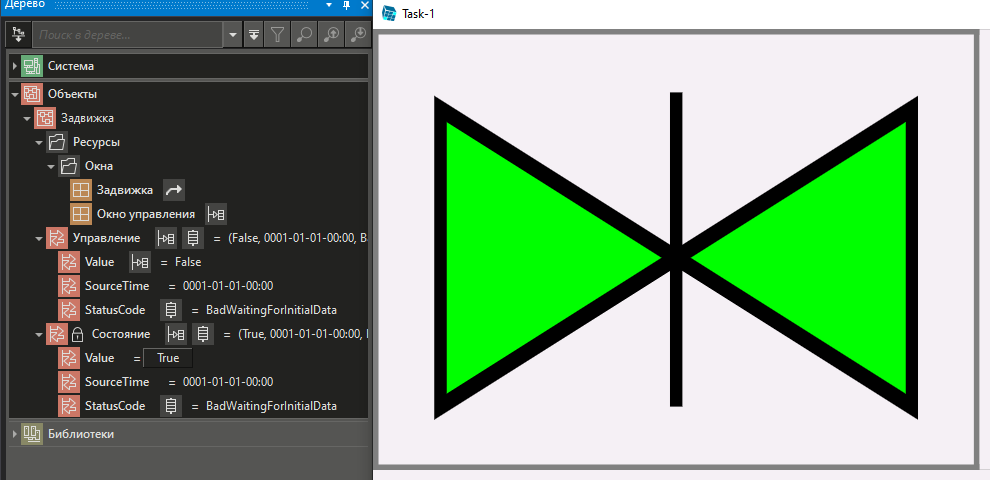 Дерево
Task-1
Поиск в дереве...
Система
Объекты
Задвижка
Ресурсы
Окна
Задвижка
Окно управления
Управление = (False, 0001-01-01-00:00, B
Value = False
SourceTime = 0001-01-01-00:00
StatusCode = BadWaitingForInitialData
Состояние = (True, 0001-01-01-00:00,
Value = True
SourceTime = 0001-01-01-00:00
StatusCode = BadWaitingForInitialData
Библиотеки